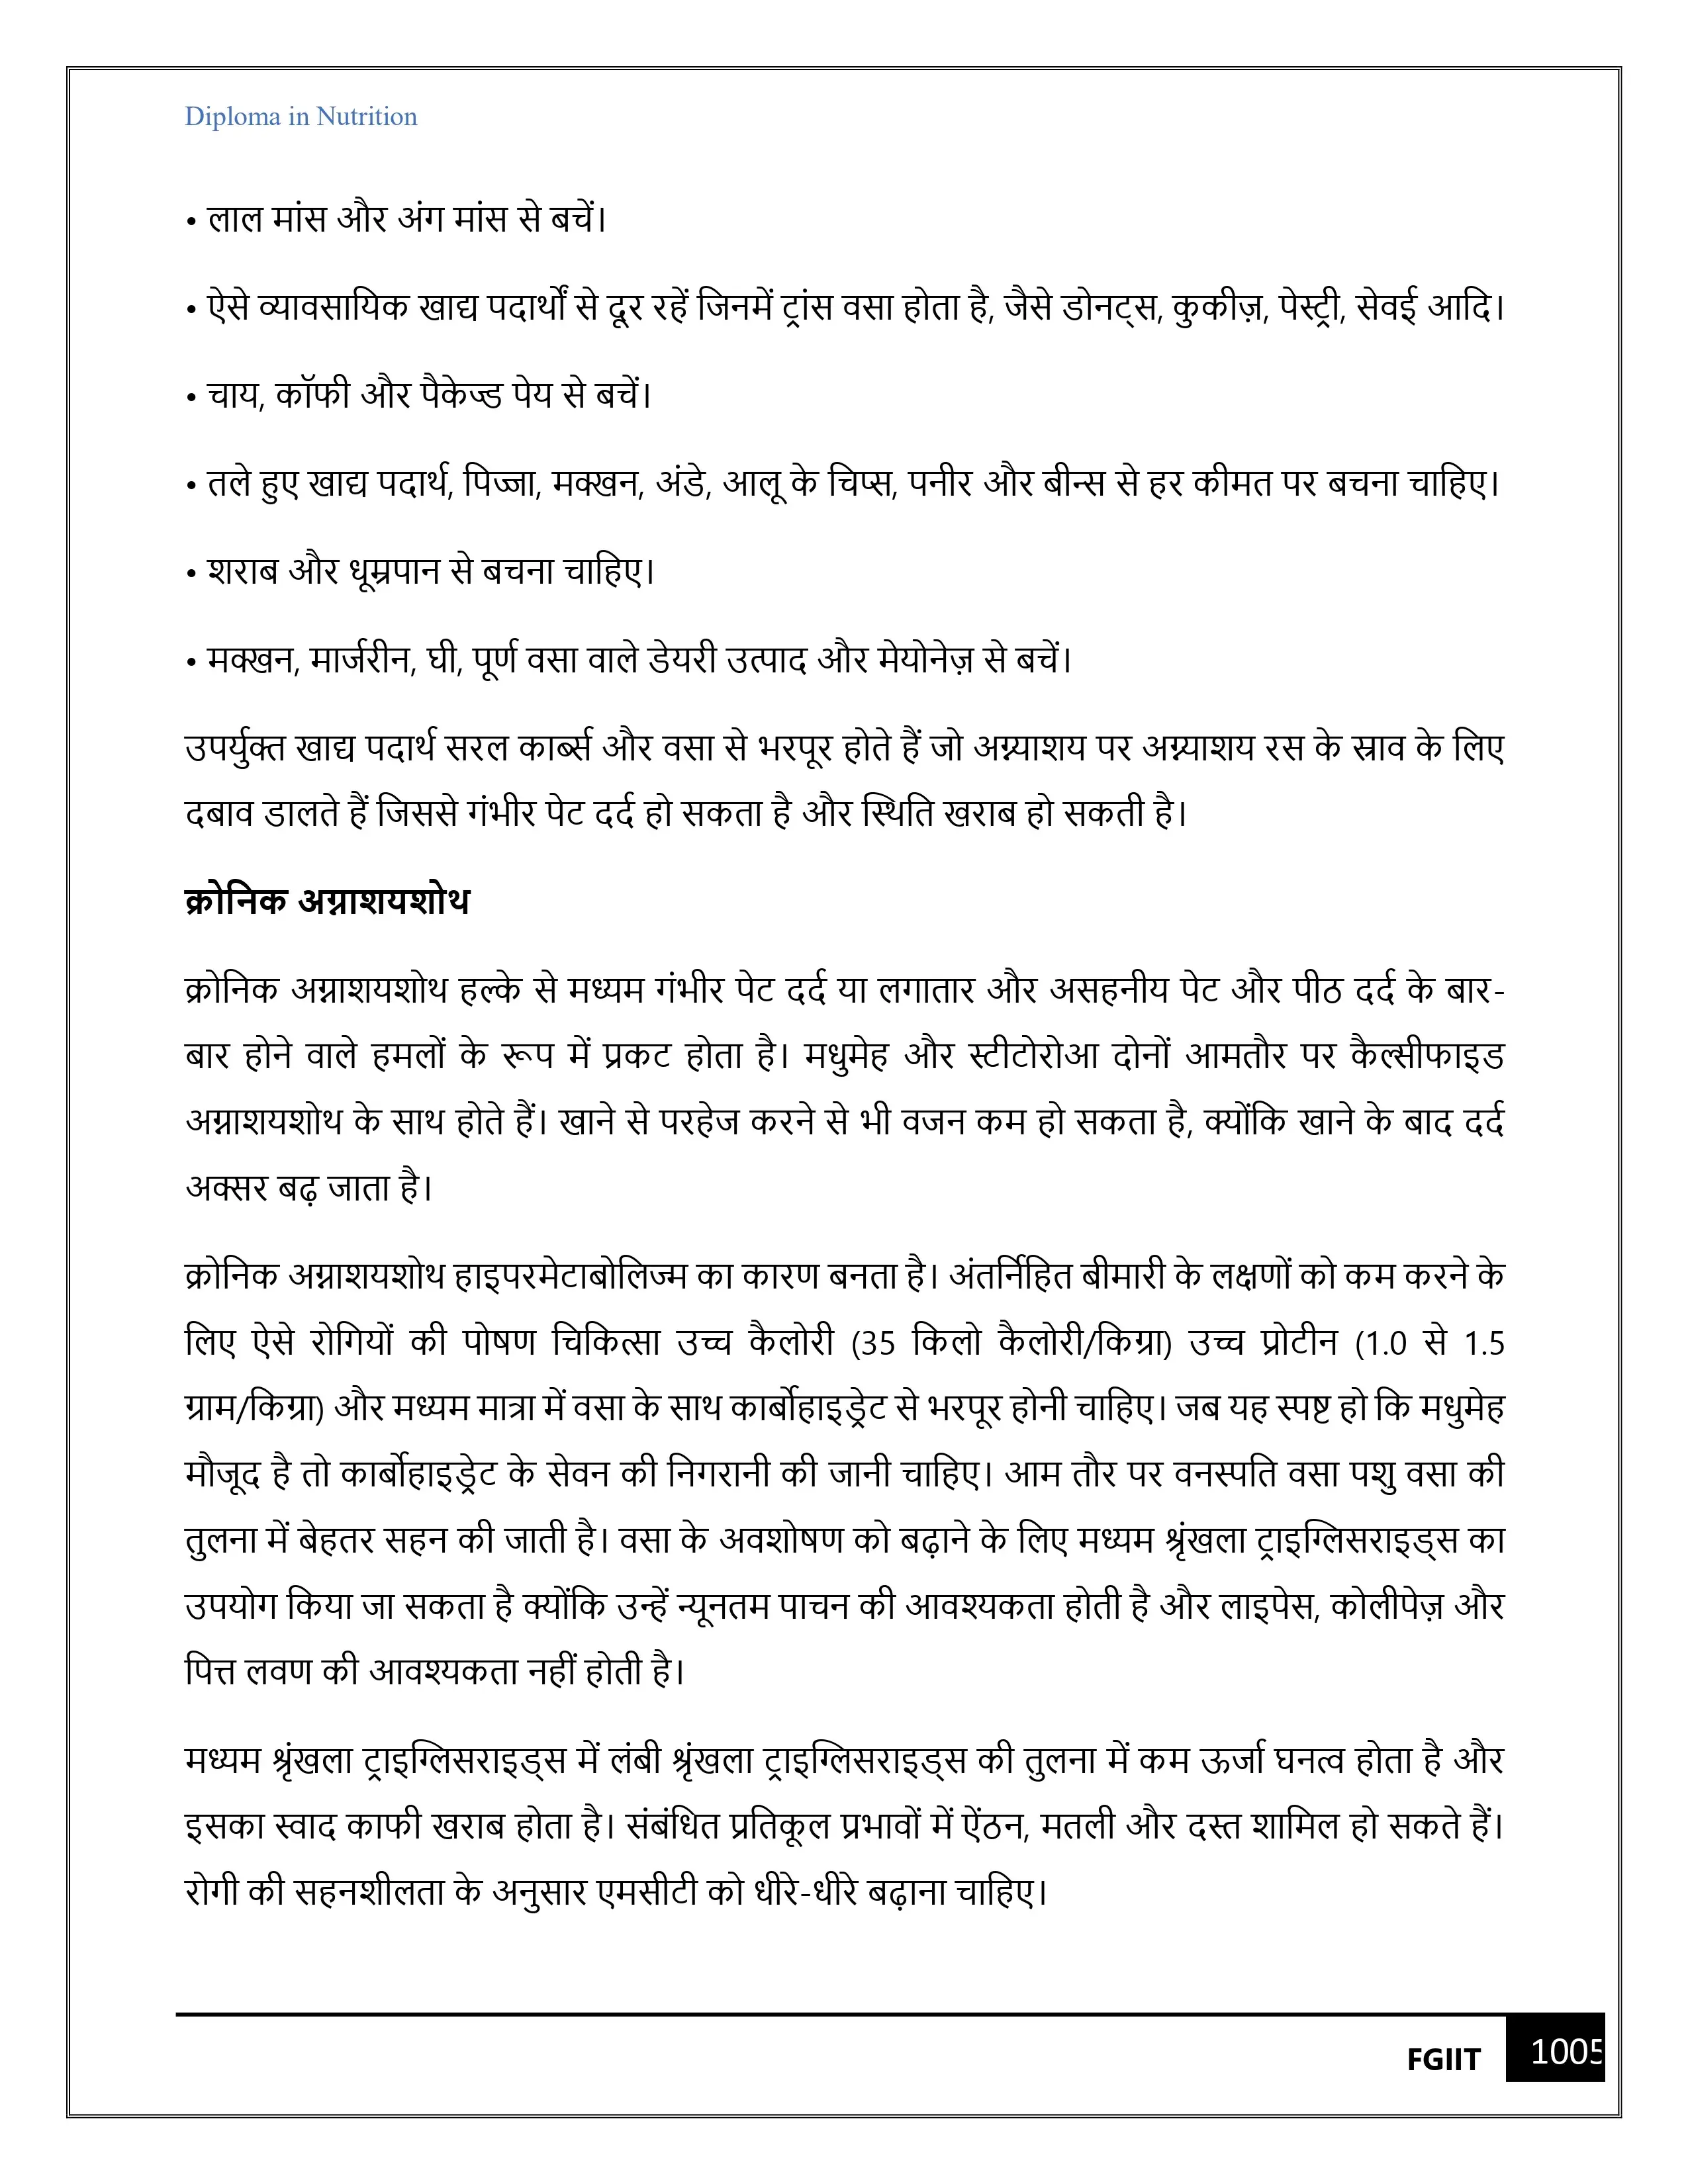 Diploma in Nutrition
• लाल मांस और अंग मांस से बचें।
• ऐसे व्यावसायिक खाद्य पदार्थों से दूर रहें जिनमें ट्रांस वसा होता है, जैसे डोनट्स, कुकीज़, पेस्ट्री, सेवई आदि।
• चाय, कॉफी और पैकेज्ड पेय से बचें।
• तले हुए खाद्य पदार्थ, पिज्जा, मक्खन, अंडे, आलू के चिप्स, पनीर और बीन्स से हर कीमत पर बचना चाहिए।
• शराब और धूम्रपान से बचना चाहिए।
• मक्खन, मार्जरीन, घी, पूर्ण वसा वाले डेयरी उत्पाद और मेयोनेज़ से बचें।
उपर्युक्त खाद्य पदार्थ सरल कार्ब्स और वसा से भरपूर होते हैं जो अग्न्याशय पर अग्न्याशय रस के स्राव के लिए
दबाव डालते हैं जिससे गंभीर पेट दर्द हो सकता है और स्थिति खराब हो सकती है।
क्रोनिक अग्नाशयशोथ
क्रोनिक अग्नाशयशोथ हल्के से मध्यम गंभीर पेट दर्द या लगातार और असहनीय पेट और पीठ दर्द के बार-
बार होने वाले हमलों के रूप में प्रकट होता है। मधुमेह और स्टीटोरोआ दोनों आमतौर पर कैल्सीफाइड
अग्नाशयशोथ के साथ होते हैं। खाने से परहेज करने से भी वजन कम हो सकता है, क्योंकि खाने के बाद दर्द
अक्सर बढ़ जाता है।
क्रोनिक अग्नाशयशोथ हाइपरमेटाबोलिज्म का कारण बनता है। अंतर्निहित बीमारी के लक्षणों को कम करने के
लिए ऐसे रोगियों की पोषण चिकित्सा उच्च कैलोरी (35 किलो कैलोरी/किग्रा) उच्च प्रोटीन (1.0 से 1.5
ग्राम/किग्रा) और मध्यम मात्रा में वसा के साथ कार्बोहाइड्रेट से भरपूर होनी चाहिए। जब यह स्पष्ट हो कि मधुमेह
मौजूद है तो कार्बोहाइड्रेट के सेवन की निगरानी की जानी चाहिए। आम तौर पर वनस्पति वसा पशु वसा की
तुलना में बेहतर सहन की जाती है। वसा के अवशोषण को बढ़ाने के लिए मध्यम श्रृंखला ट्राइग्लिसराइड्स का
उपयोग किया जा सकता है क्योंकि उन्हें न्यूनतम पाचन की आवश्यकता होती है और लाइपेस, कोलीपेज़ और
पित्त लवण की आवश्यकता नहीं होती है।
मध्यम श्रृंखला ट्राइग्लिसराइड्स में लंबी श्रृंखला ट्राइग्लिसराइड्स की तुलना में कम ऊर्जा घनत्व होता है और
इसका स्वाद काफी खराब होता है। संबंधित प्रतिकूल प्रभावों में ऐंठन, मतली और दस्त शामिल हो सकते हैं।
रोगी की सहनशीलता के अनुसार एमसीटी को धीरे-धीरे बढ़ाना चाहिए।
FGIIT 1005